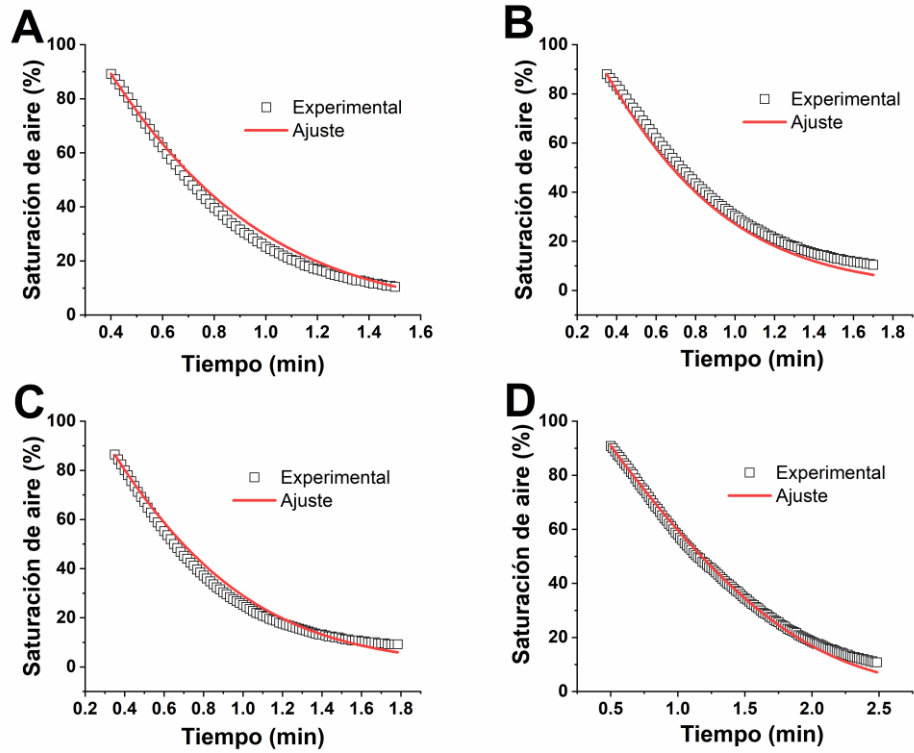 A
Saturación de aire (%)
100
80
60
40
20
0
Experimental
Ajuste
0.4 0.6 0.8 1.0 1.2 1.4 1.6
Tiempo (min)
B
Saturación de aire (%)
100
80
60
40
20
0
Experimental
Ajuste
0.2 0.4 0.6 0.8 1.0 1.2 1.4 1.6 1.8
Tiempo (min)
C
Saturación de aire (%)
100
80
60
40
20
0
Experimental
Ajuste
0.2 0.4 0.6 0.8 1.0 1.2 1.4 1.6 1.8
Tiempo (min)
D
Saturación de aire (%)
100
80
60
40
20
0
Experimental
Ajuste
0.5 1.0 1.5 2.0 2.5
Tiempo (min)